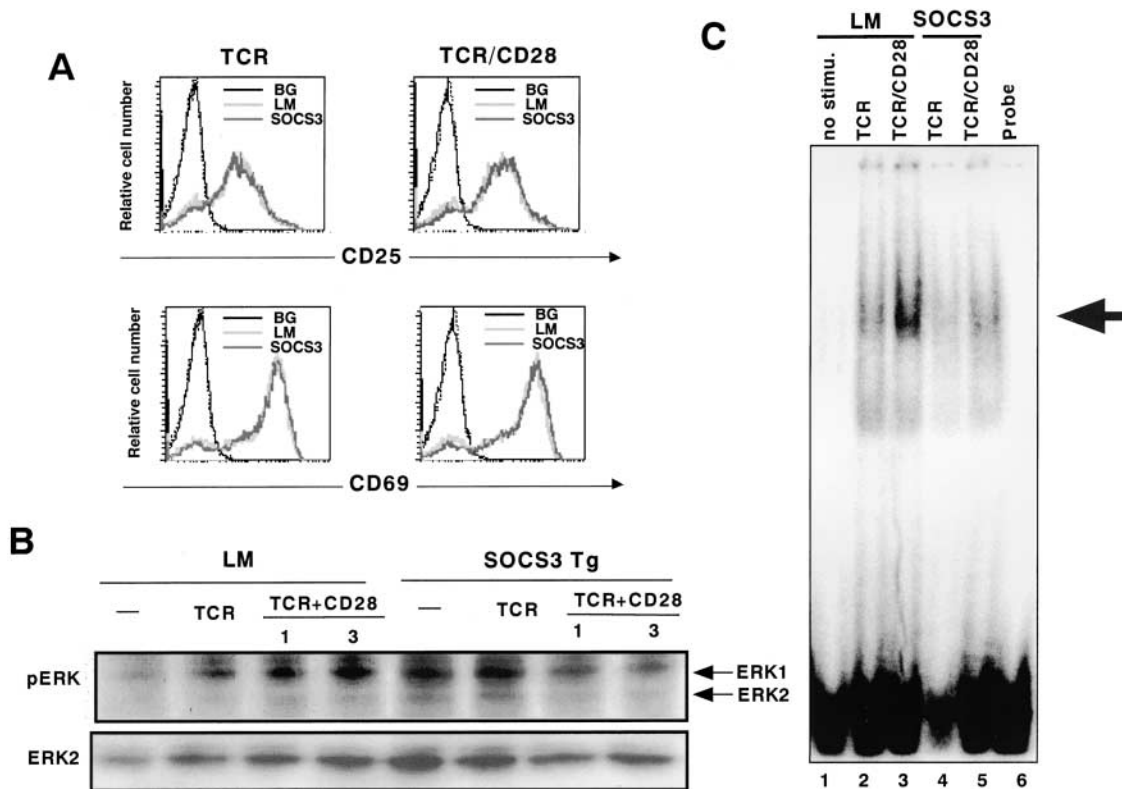 A
TCR
TCR/CD28
Relative cell number
BG
LM
SOCS3
BG
LM
SOCS3
CD25
Relative cell number
BG
LM
SOCS3
BG
LM
SOCS3
CD69
B
LM
SOCS3 Tg
— TCR TCR+CD28 — TCR TCR+CD28
1 3 1 3
pERK
ERK1
ERK2
ERK2
C
LM SOCS3
no stimu.
TCR
TCR/CD28
TCR
TCR/CD28
Probe
1 2 3 4 5 6